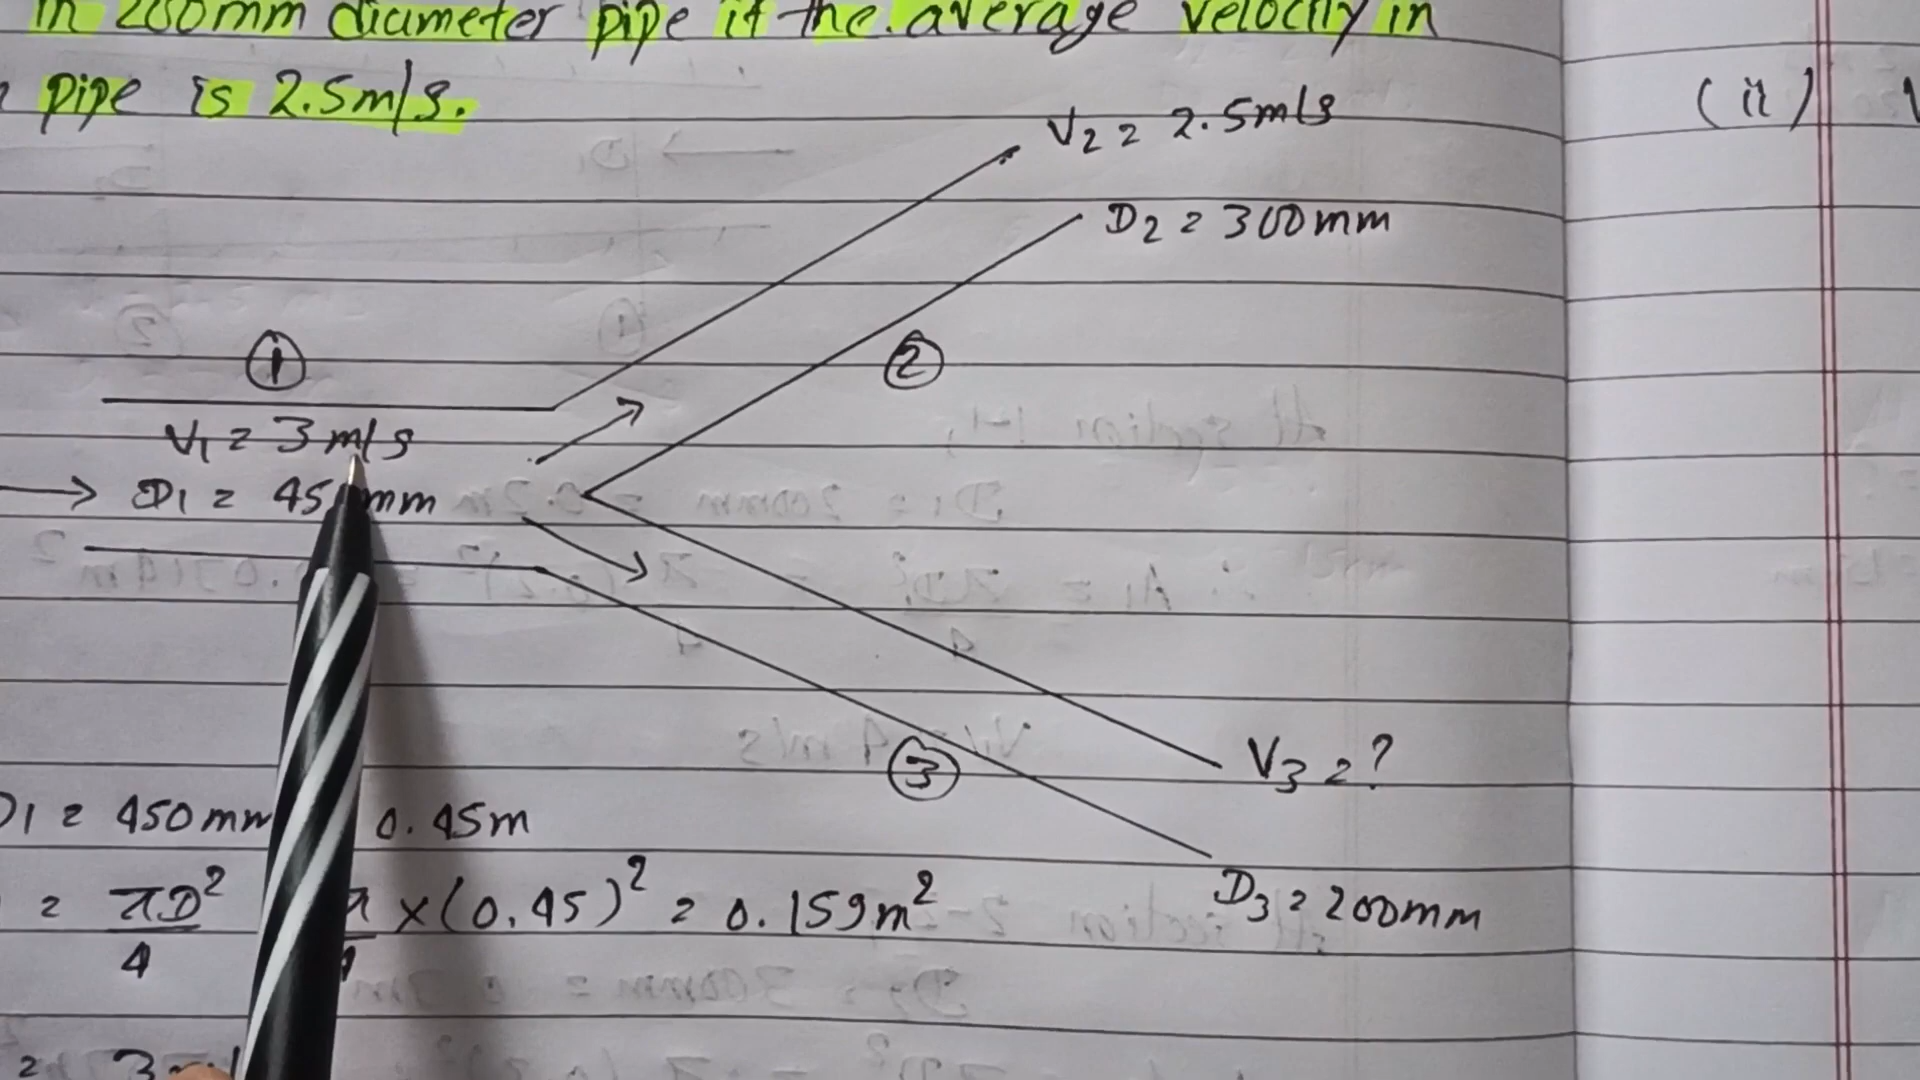 in 200mm diameter pipe if the average velocity in
pipe is 2.5m/s.
V2 = 2.5m/s
D2 = 300mm
1
2
V1 = 3m/s
D1 = 45 mm
3
V3 = ?
D3 = 200mm
D1 = 450mm 0.45m
= πD²/4 π × (0.45)² = 0.159m²
= 3
(ii)